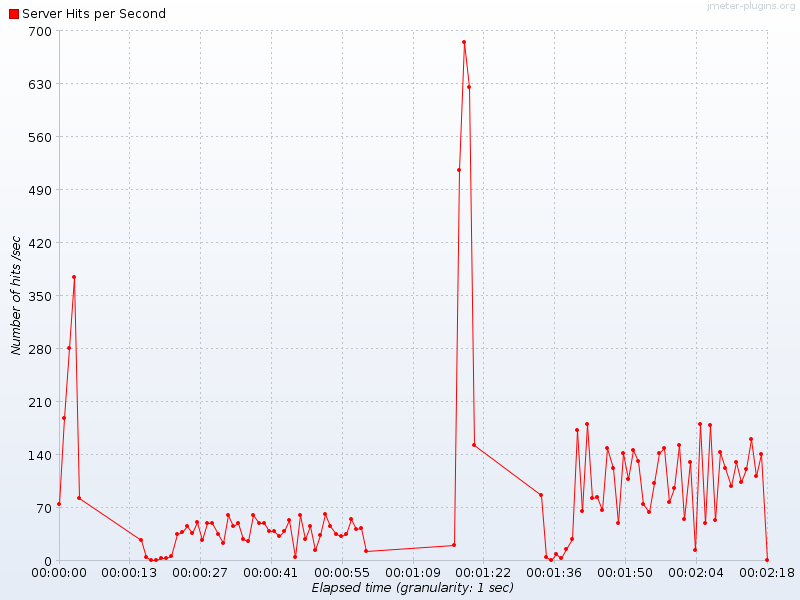 jmeter-plugins.org
Server Hits per Second
700
630
560
490
420
350
280
210
140
70
0
Number of hits /sec
00:00:00 00:00:13 00:00:27 00:00:41 00:00:55 00:01:09 00:01:22 00:01:36 00:01:50 00:02:04 00:02:18
Elapsed time (granularity: 1 sec)